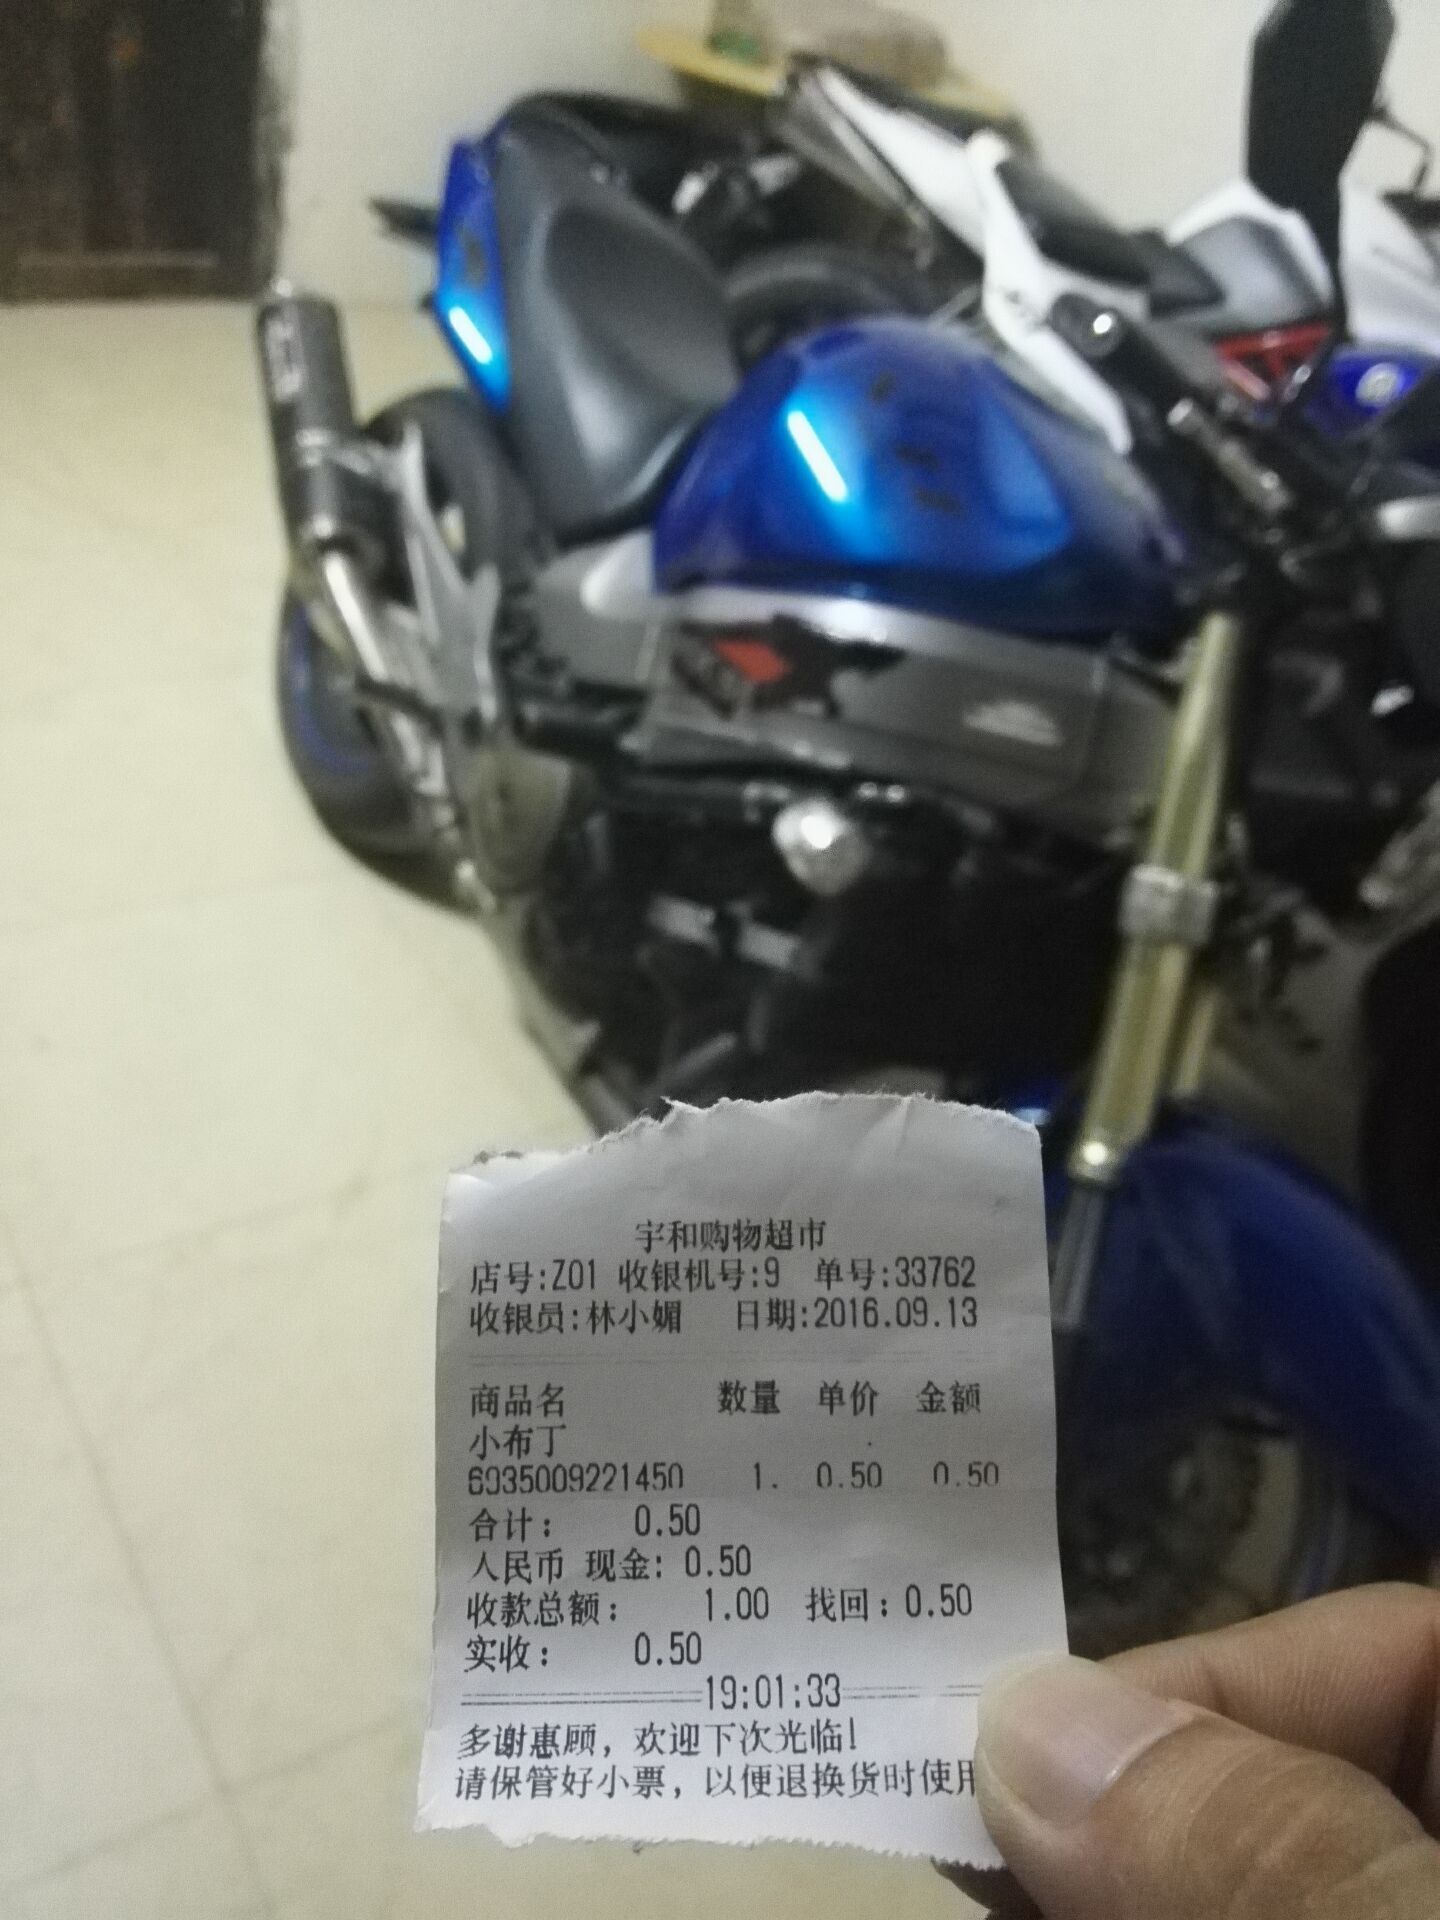 宇和购物超市
店号:Z01 收银机号:9 单号:33762
收银员:林小媚 日期:2016.09.13
商品名 数量 单价 金额
小布丁
6935009221450 1. 0.50 0.50
合计: 0.50
人民币 现金: 0.50
收款总额: 1.00 找回:0.50
实收: 0.50
19:01:33
多谢惠顾,欢迎下次光临!
请保管好小票,以便退换货时使用